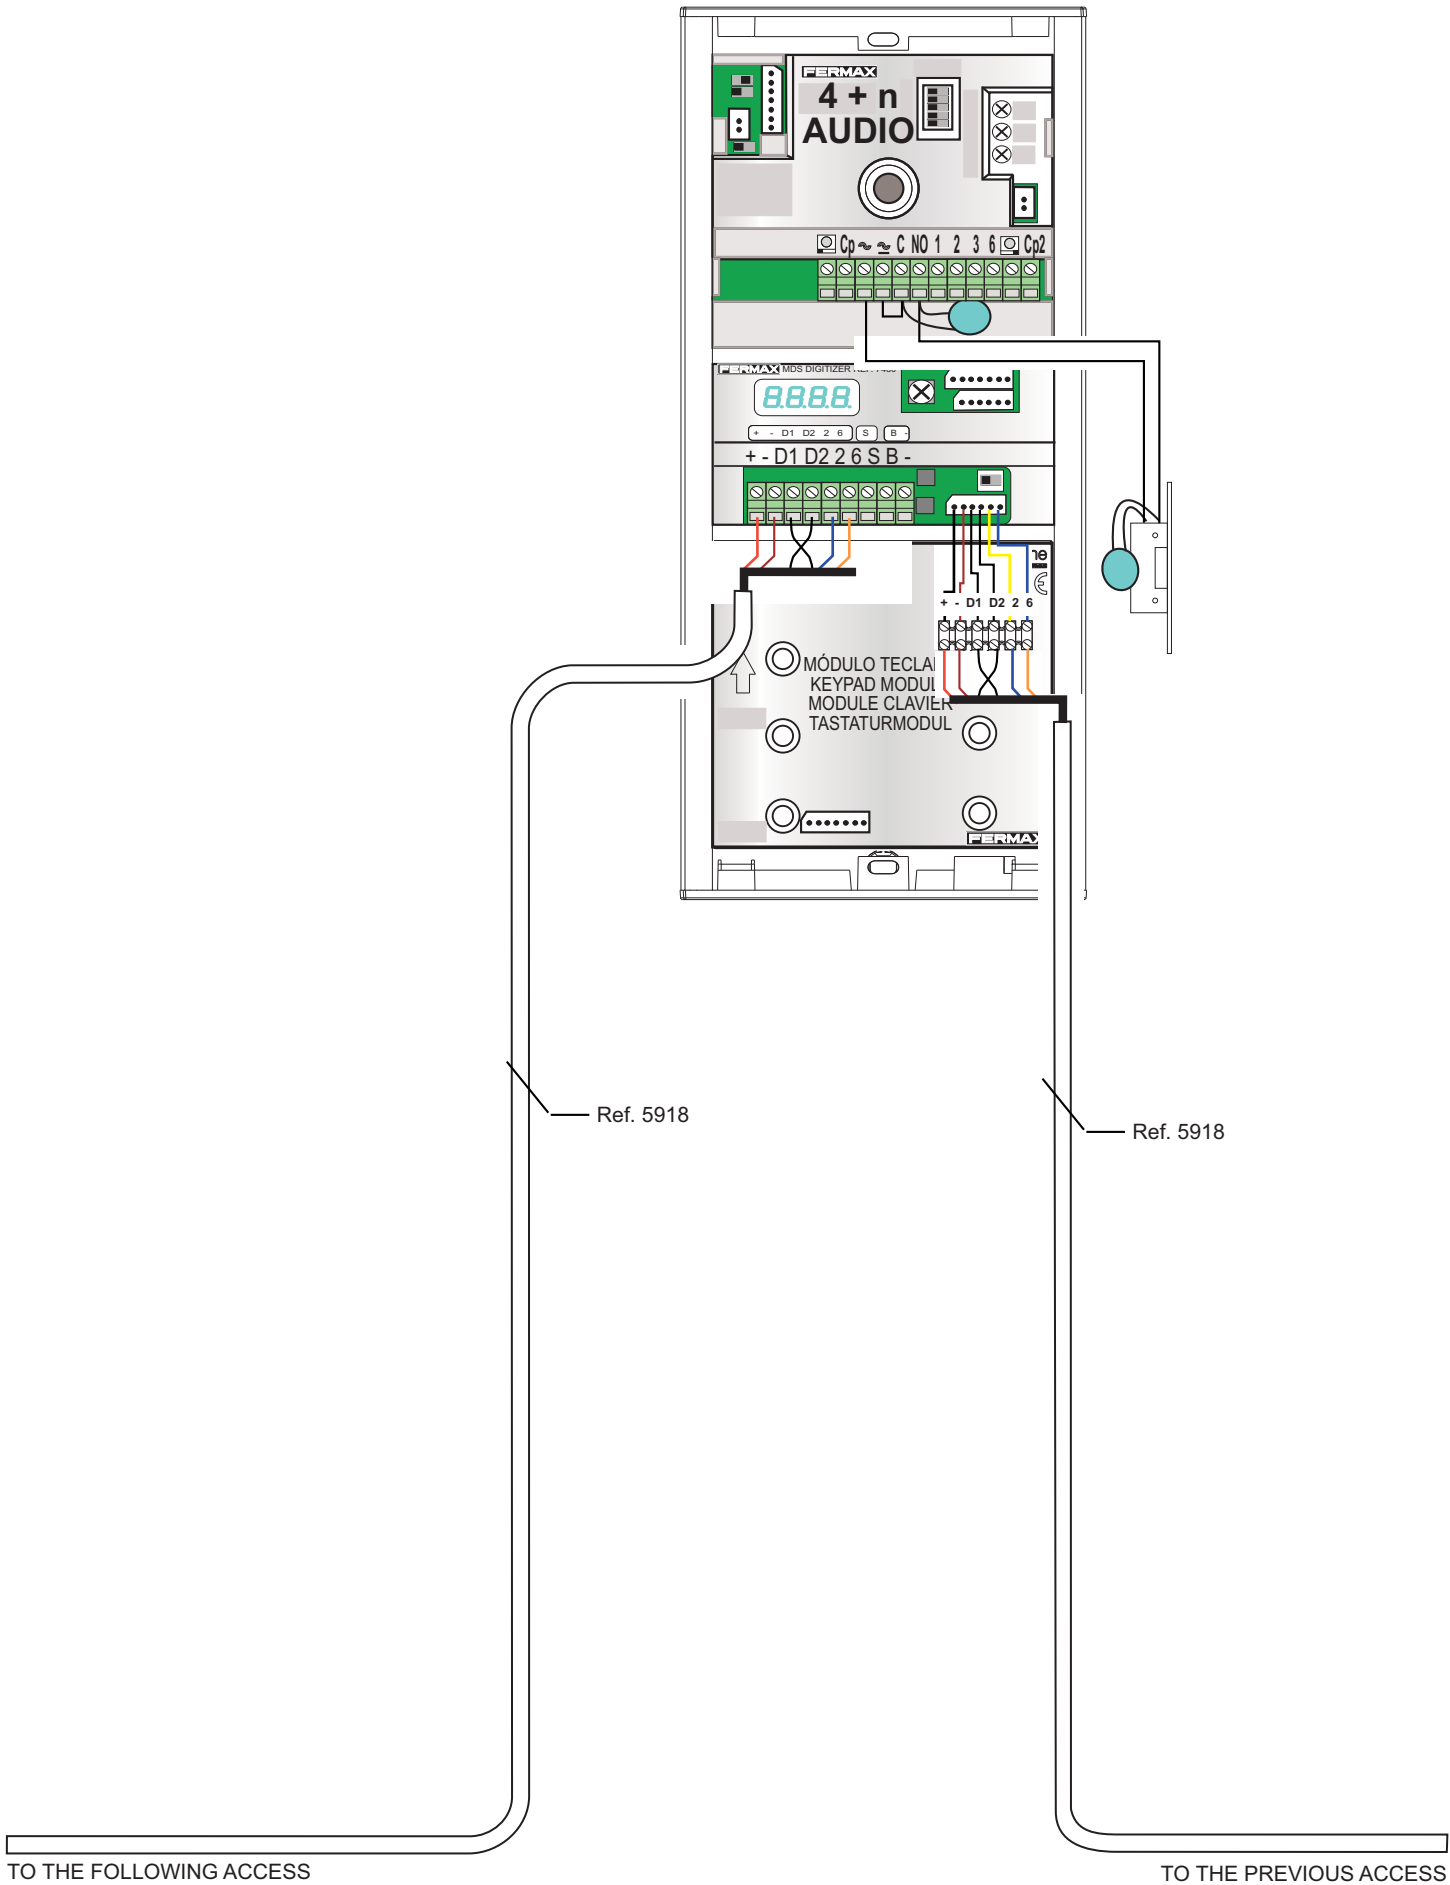 FERMAX
4 + n
AUDIO
Cp C NO 1 2 3 6 Cp2
FERMAX MDS DIGITIZER
8.8.8.8.
+ - D1 D2 2 6 S B -
+ - D1 D2 2 6 S B -
+ - D1 D2 2 6
MÓDULO
KEYPAD
MODULE CLAVIER
TASTATURMODUL
FERMAX
Ref. 5918
Ref. 5918
TO THE FOLLOWING ACCESS
TO THE PREVIOUS ACCESS